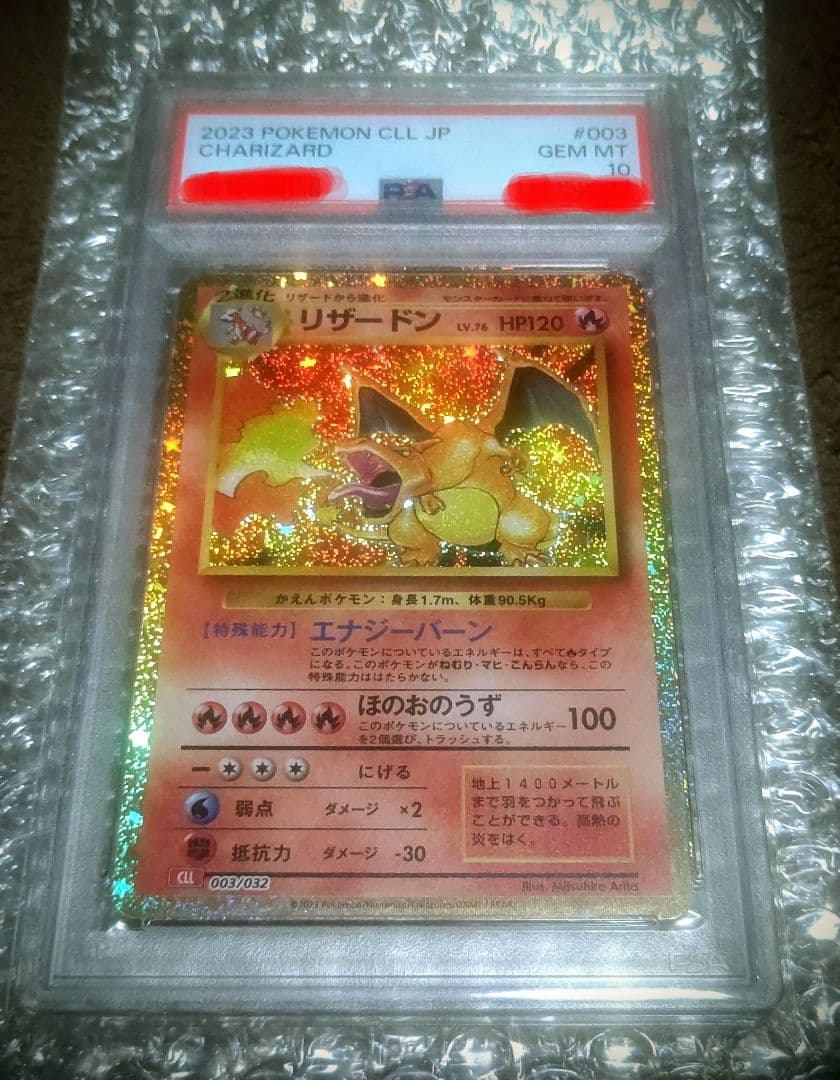 2023 POKEMON CLL JP #003
CHARIZARD GEM MT
10
PSA
2進化 リザードから進化
リザードン LV.76 HP120
かえんポケモン：身長1.7m、体重90.5Kg
【特殊能力】 エナジーバーン
このポケモンについているエネルギーは、すべて🔥タイプ
になる。このポケモンがねむり・マヒ・こんらんなら、この
特殊能力ははたらかない。
ほのおのうず 100
このポケモンについているエネルギー
を2個選び、トラッシュする。
にげる
弱点 ダメージ ×2
抵抗力 ダメージ -30
地上1400メートル
まで羽をつかって飛ぶ
ことができる。高熱の
炎をはく。
CLL 003/032
Illus. Mitsuhiro Arita
©2023 Pokémon/Nintendo/Creatures/GAME FREAK